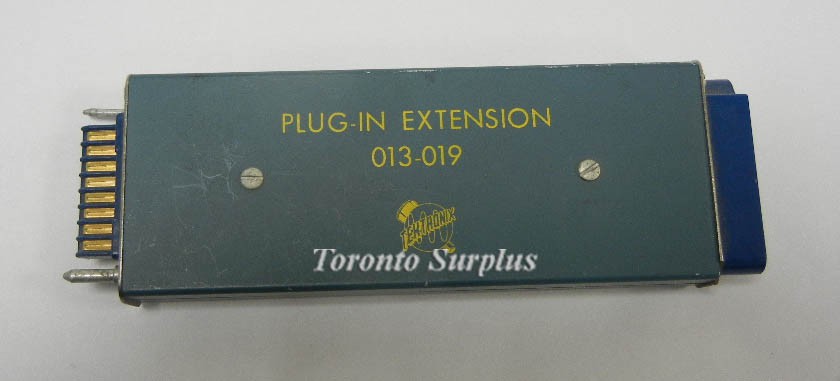 PLUG-IN EXTENSION
013-019
TEKTRONIX
Toronto Surplus